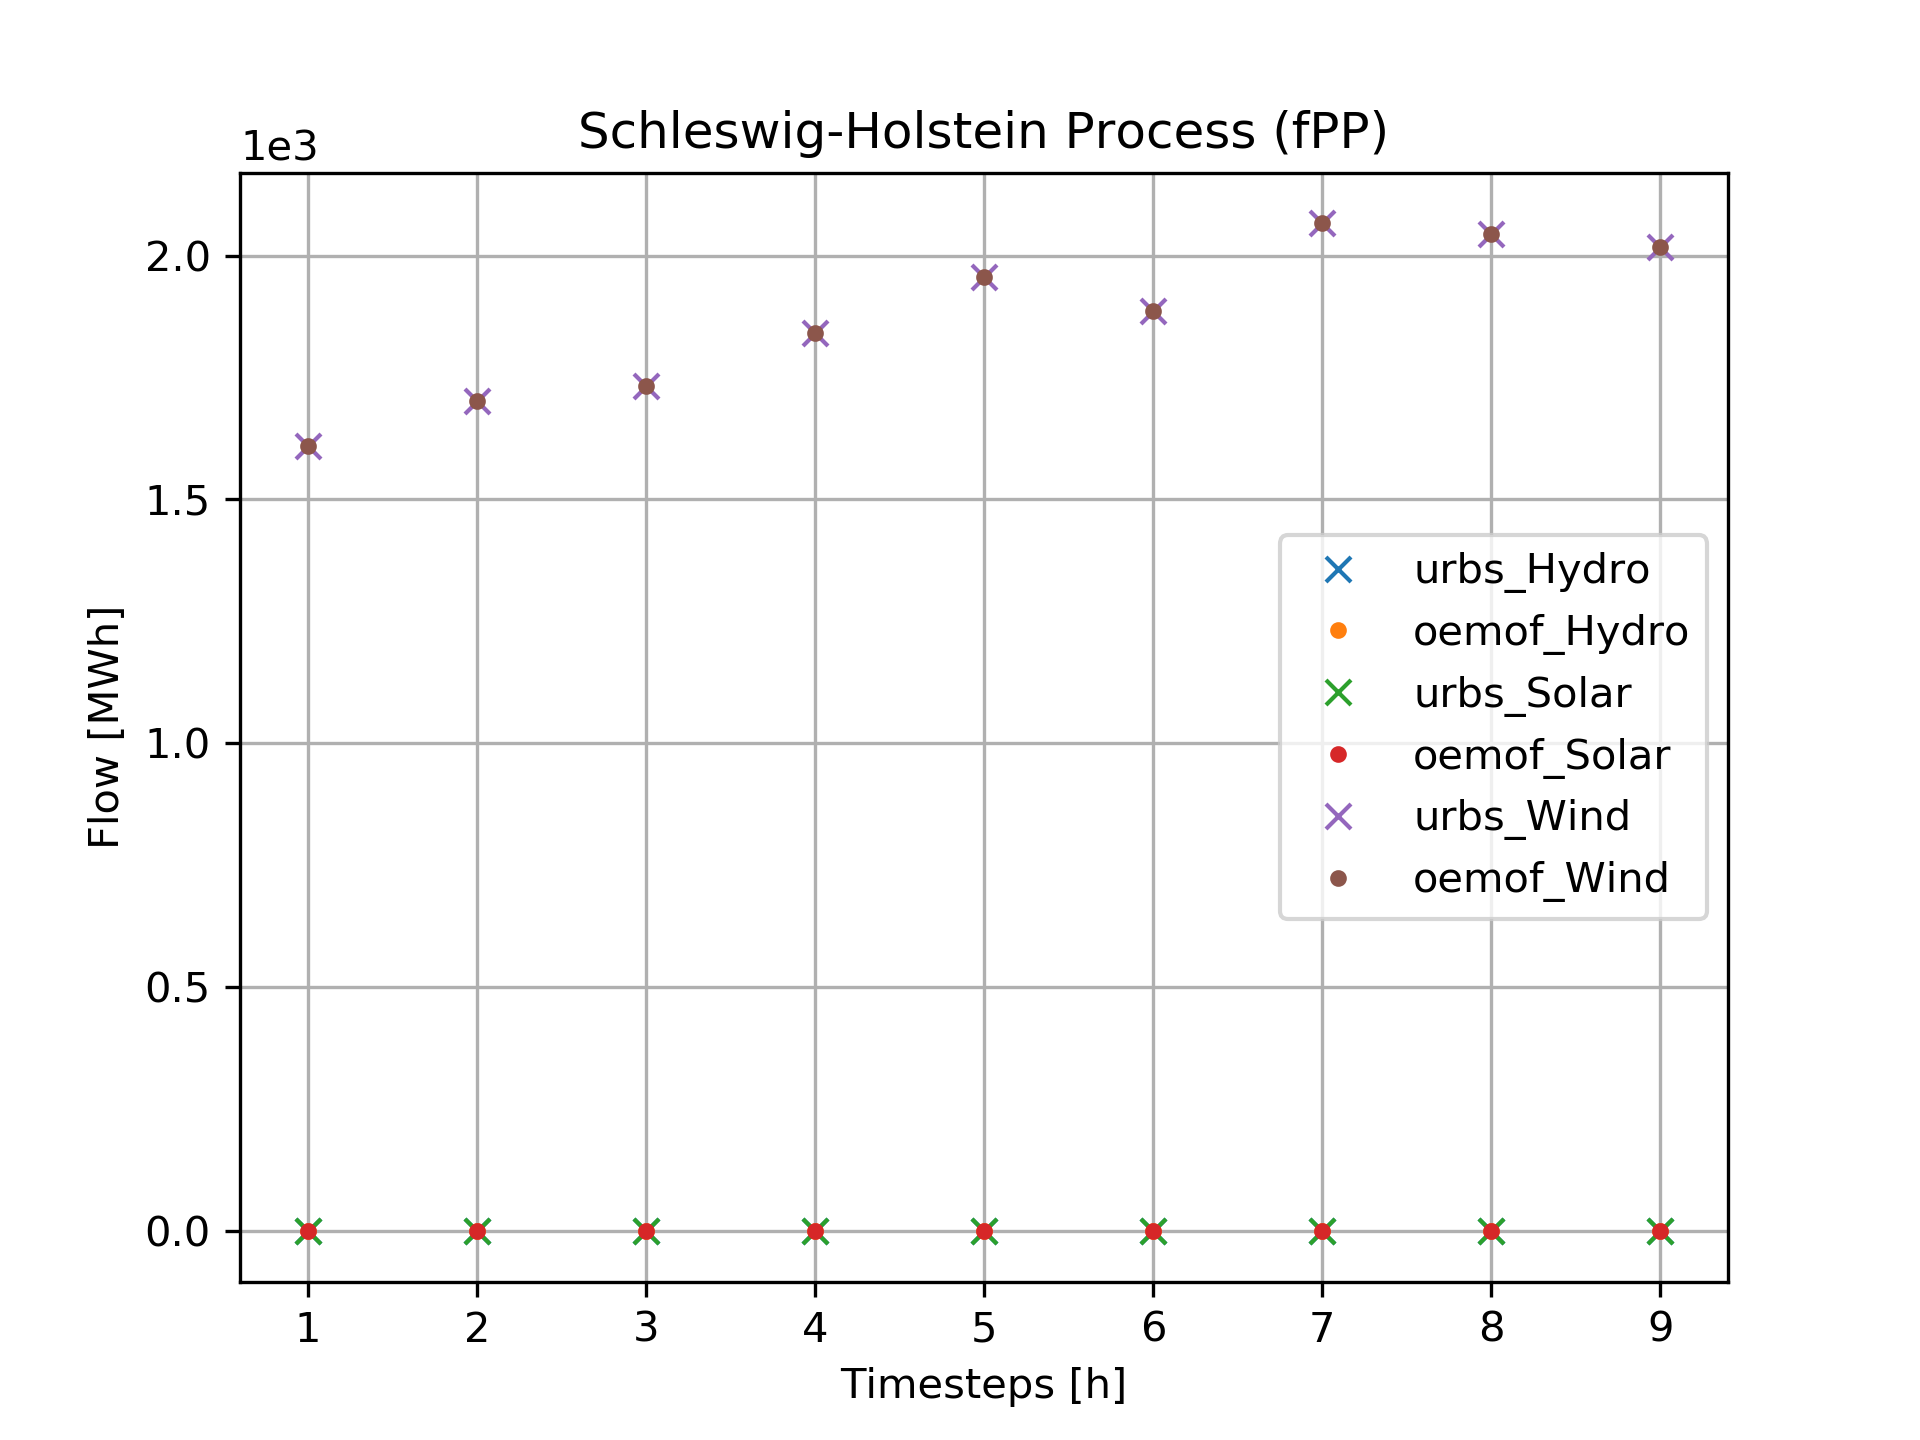 Schleswig-Holstein Process (fPP)
1e3
2.0
1.5
1.0
0.5
0.0
Flow [MWh]
urbs_Hydro
oemof_Hydro
urbs_Solar
oemof_Solar
urbs_Wind
oemof_Wind
1 2 3 4 5 6 7 8 9
Timesteps [h]